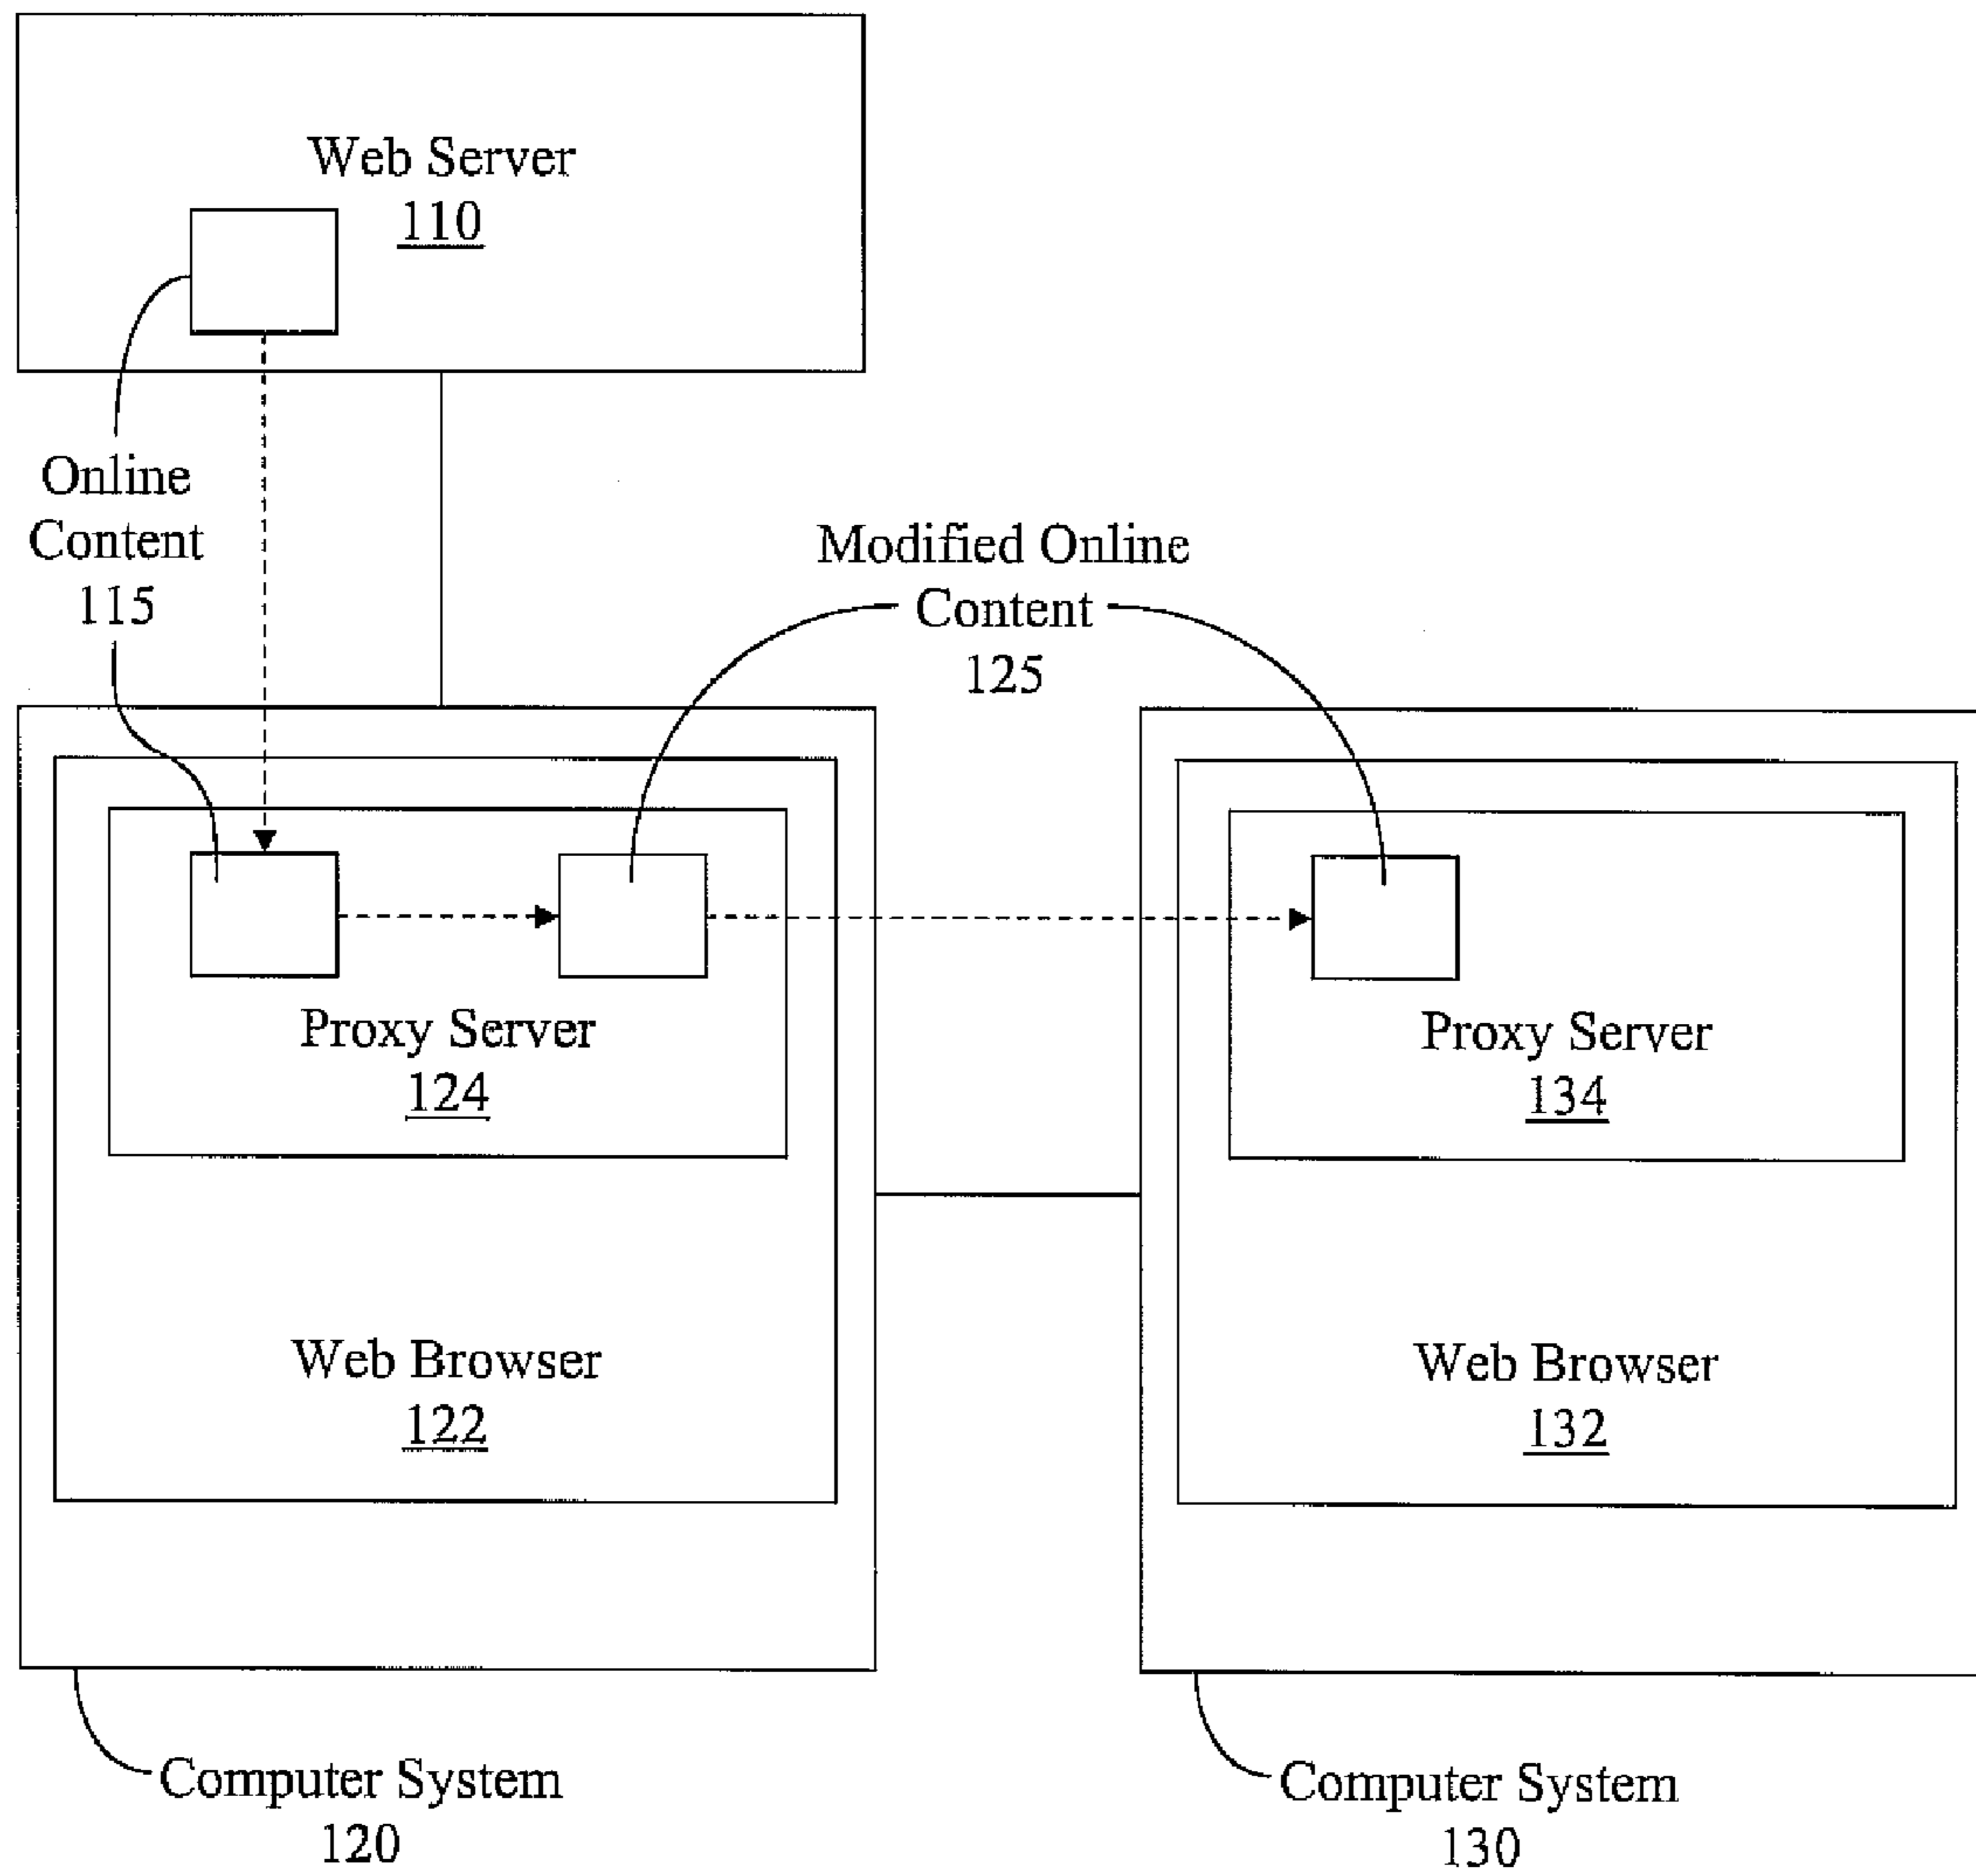 Web Server
110
Online
Content
115
Modified Online
Content
125
Proxy Server
124
Proxy Server
134
Web Browser
122
Web Browser
132
Computer System
120
Computer System
130